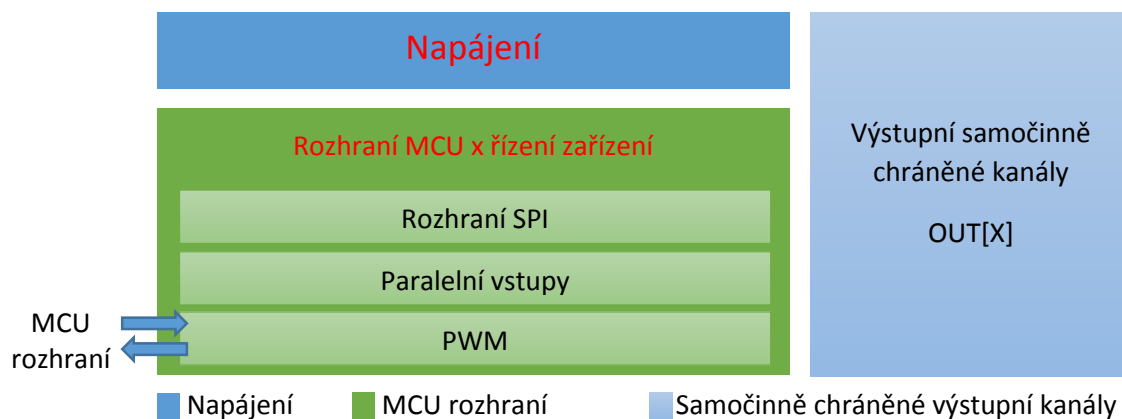 Napájení
Rozhraní MCU x řízení zařízení
Rozhraní SPI
Paralelní vstupy
PWM
MCU
rozhraní
Výstupní samočinně
chráněné kanály
OUT[X]
Napájení
MCU rozhraní
Samočinně chráněné výstupní kanály